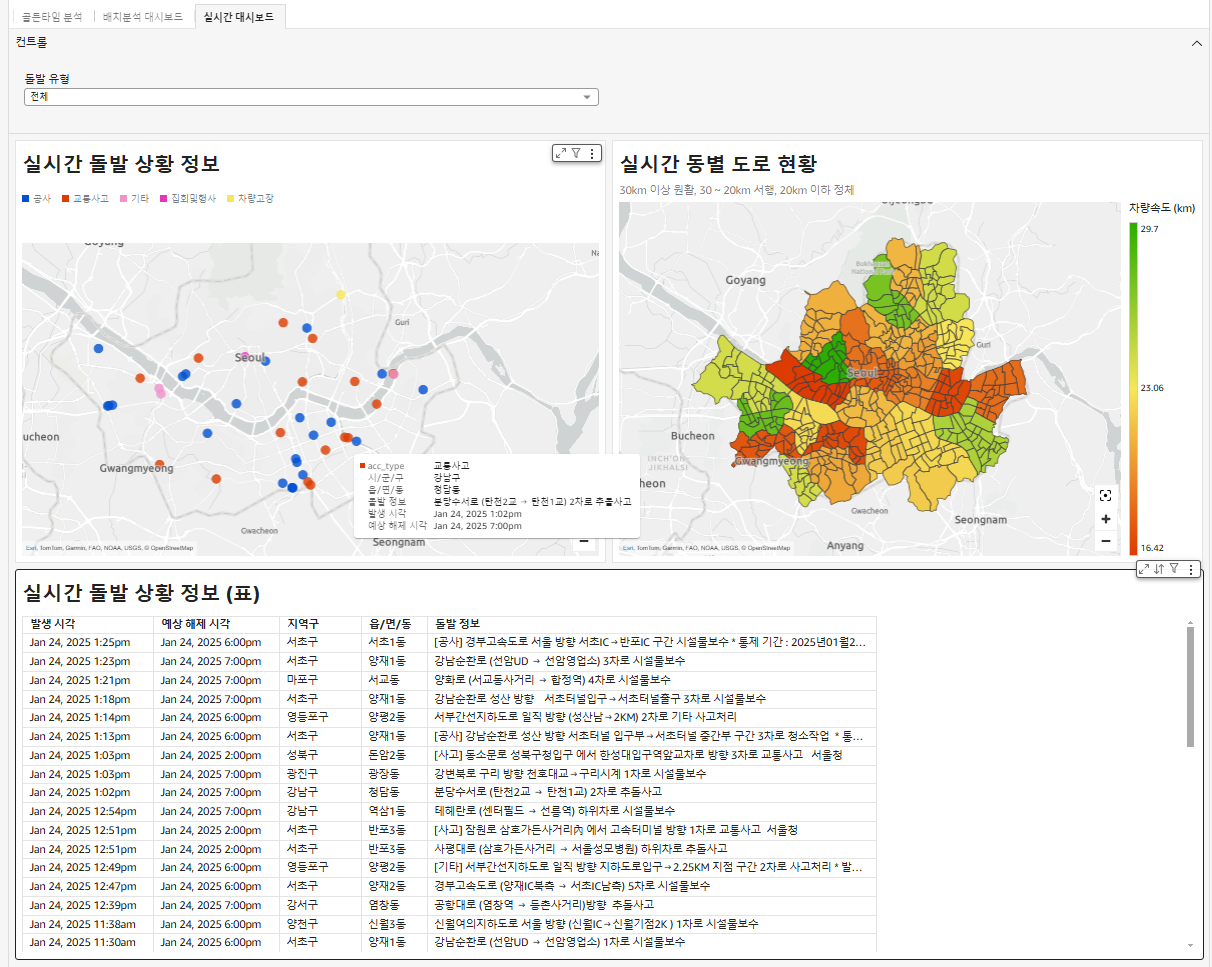 골든타임 분석
배치분석 대시보드
실시간 대시보드
컨트롤
돌발 유형
전체
실시간 돌발 상황 정보
공사
교통사고
기타
집회및행사
차량고장
Goyang
Na
Guri
Seoul
ucheon
Gwangmyeong
Gwacheon
Seongnam
acc_type 교통사고
시/군/구 강남구
읍/면/동 청담동
돌발 정보 분당수서로 (탄천2교 → 탄천1교) 2차로 추돌사고
발생 시각 Jan 24, 2025 1:02pm
예상 해제 시각 Jan 24, 2025 7:00pm
Esri, TomTom, Garmin, FAO, NOAA, USGS, © OpenStreetMap
실시간 동별 도로 현황
30km 이상 원활, 30 ~ 20km 서행, 20km 이하 정체
차량속도 (km)
29.7
23.06
16.42
Goyang
Guri
Seoul
Bucheon
INCH'ON-JIKHALSI
heon
Gwangmyeong
Gwacheon
Seongnam
Anyang
Esri, TomTom, Garmin, FAO, NOAA, USGS, © OpenStreetMap
실시간 돌발 상황 정보 (표)
발생 시각 예상 해제 시각 지역구 읍/면/동 돌발 정보
Jan 24, 2025 1:25pm Jan 24, 2025 6:00pm 서초구 서초1동 [공사] 경부고속도로 서울 방향 서초IC→반포IC 구간 시설물보수 * 통제 기간 : 2025년01월2…
Jan 24, 2025 1:23pm Jan 24, 2025 7:00pm 서초구 양재1동 강남순환로 (선암UD → 선암영업소) 3차로 시설물보수
Jan 24, 2025 1:21pm Jan 24, 2025 7:00pm 마포구 서교동 양화로 (서교동사거리 → 합정역) 4차로 시설물보수
Jan 24, 2025 1:18pm Jan 24, 2025 7:00pm 서초구 양재1동 강남순환로 성산 방향 서초터널입구→서초터널출구 3차로 시설물보수
Jan 24, 2025 1:14pm Jan 24, 2025 6:00pm 영등포구 양평2동 서부간선지하도로 일직 방향 (성산남→2KM) 2차로 기타 사고처리
Jan 24, 2025 1:13pm Jan 24, 2025 6:00pm 서초구 양재1동 [공사] 강남순환로 성산 방향 서초터널 입구부→서초터널 중간부 구간 3차로 청소작업 * 통…
Jan 24, 2025 1:03pm Jan 24, 2025 2:00pm 성북구 돈암2동 [사고] 동소문로 성북구청입구 에서 한성대입구역앞교차로 방향 3차로 교통사고 서울청
Jan 24, 2025 1:03pm Jan 24, 2025 7:00pm 광진구 광장동 강변북로 구리 방향 천호대교→구리시계 1차로 시설물보수
Jan 24, 2025 1:02pm Jan 24, 2025 7:00pm 강남구 청담동 분당수서로 (탄천2교 → 탄천1교) 2차로 추돌사고
Jan 24, 2025 12:54pm Jan 24, 2025 7:00pm 강남구 역삼1동 테헤란로 (센터필드 → 선릉역) 하위차로 시설물보수
Jan 24, 2025 12:51pm Jan 24, 2025 2:00pm 서초구 반포3동 [사고] 잠원로 삼호가든사거리內 에서 고속터미널 방향 1차로 교통사고 서울청
Jan 24, 2025 12:51pm Jan 24, 2025 2:00pm 서초구 반포3동 사평대로 (삼호가든사거리 → 서울성모병원) 하위차로 추돌사고
Jan 24, 2025 12:49pm Jan 24, 2025 6:00pm 영등포구 양평2동 [기타] 서부간선지하도로 일직 방향 지하도로입구→2.25KM 지점 구간 2차로 사고처리 * 발…
Jan 24, 2025 12:47pm Jan 24, 2025 6:00pm 서초구 양재2동 경부고속도로 (양재IC북측 → 서초IC남측) 5차로 시설물보수
Jan 24, 2025 12:39pm Jan 24, 2025 7:00pm 강서구 염창동 공항대로 (염창역 → 등촌사거리)방향 추돌사고
Jan 24, 2025 11:38am Jan 24, 2025 6:00pm 양천구 신월3동 신월여의지하도로 서울 방향 (신월IC→신월기점2K ) 1차로 시설물보수
Jan 24, 2025 11:30am Jan 24, 2025 6:00pm 서초구 양재1동 강남순환로 (선암UD → 선암영업소) 1차로 시설물보수